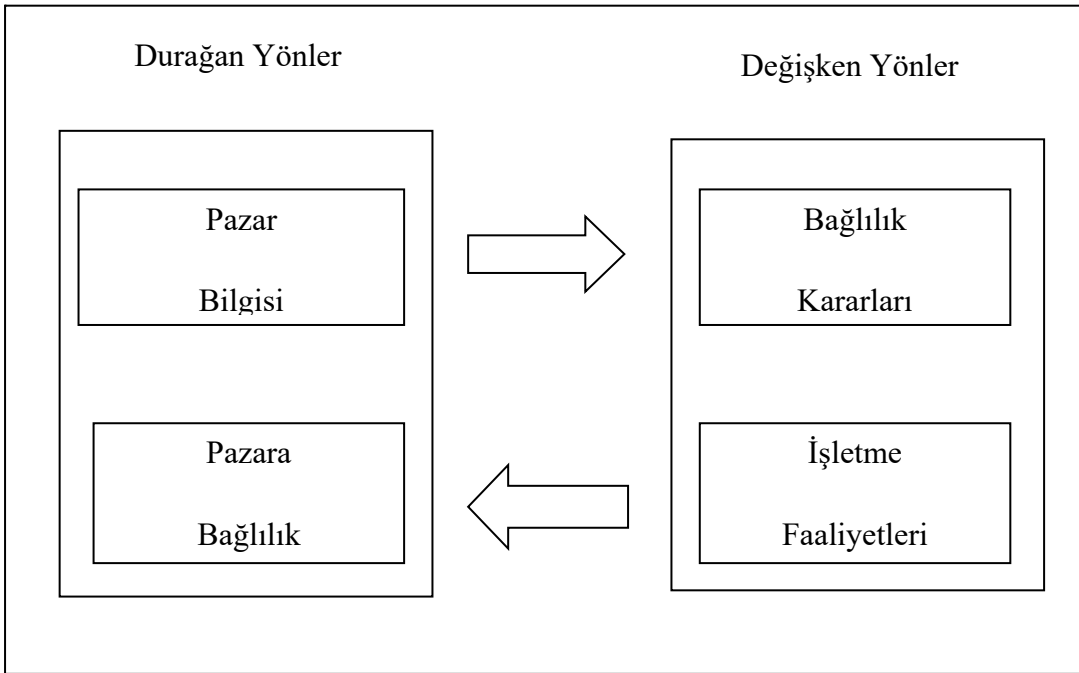 Durağan Yönler
Değişken Yönler
Pazar
Bilgisi
Bağlılık
Kararları
Pazara
Bağlılık
İşletme
Faaliyetleri